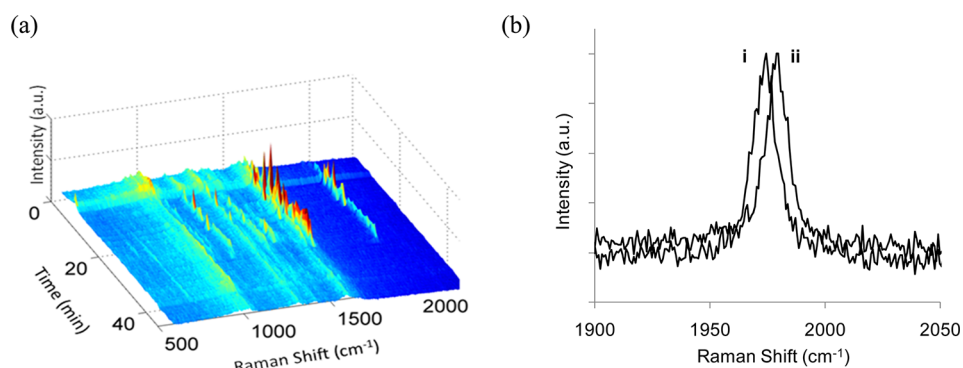 (a)
(b)
Intensity (a.u.)
0
20
40
Time (min)
500
1000
1500
2000
Raman Shift (cm-1)
i
ii
Intensity (a.u.)
1900
1950
2000
2050
Raman Shift (cm-1)